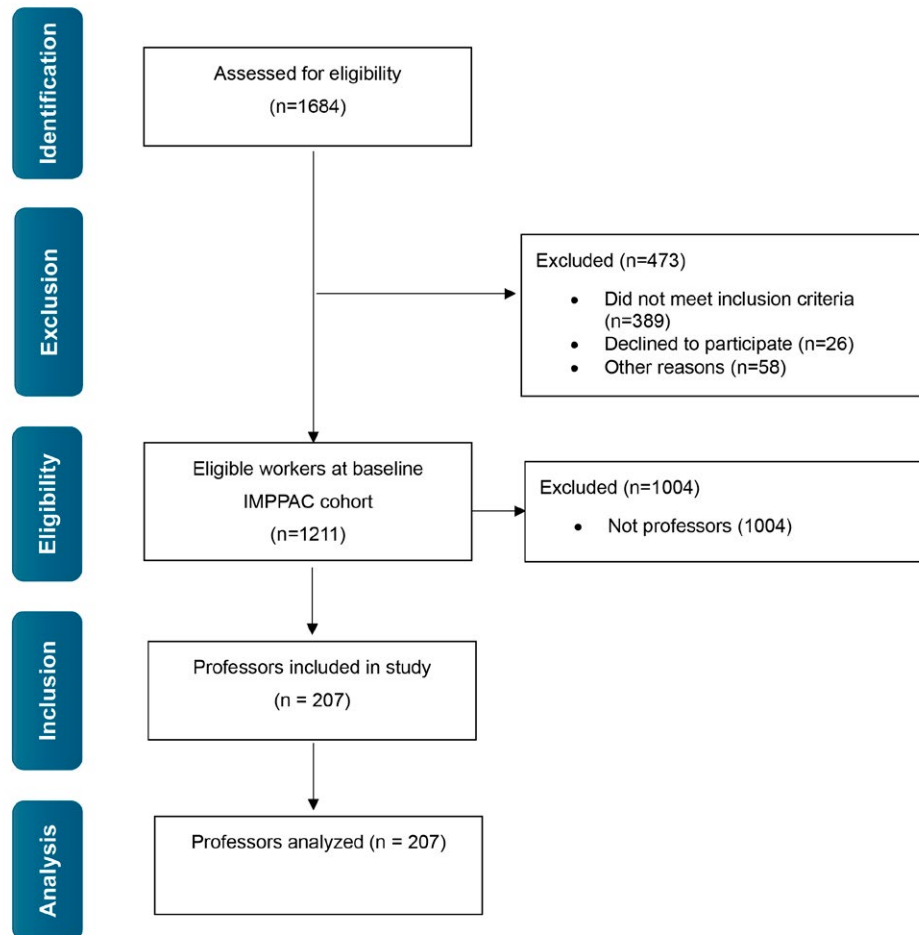 Identification
Assessed for eligibility
(n=1684)
Exclusion
Excluded (n=473)
• Did not meet inclusion criteria
(n=389)
• Declined to participate (n=26)
• Other reasons (n=58)
Eligibility
Eligible workers at baseline
IMPPAC cohort
(n=1211)
Excluded (n=1004)
• Not professors (1004)
Inclusion
Professors included in study
(n = 207)
Analysis
Professors analyzed (n = 207)